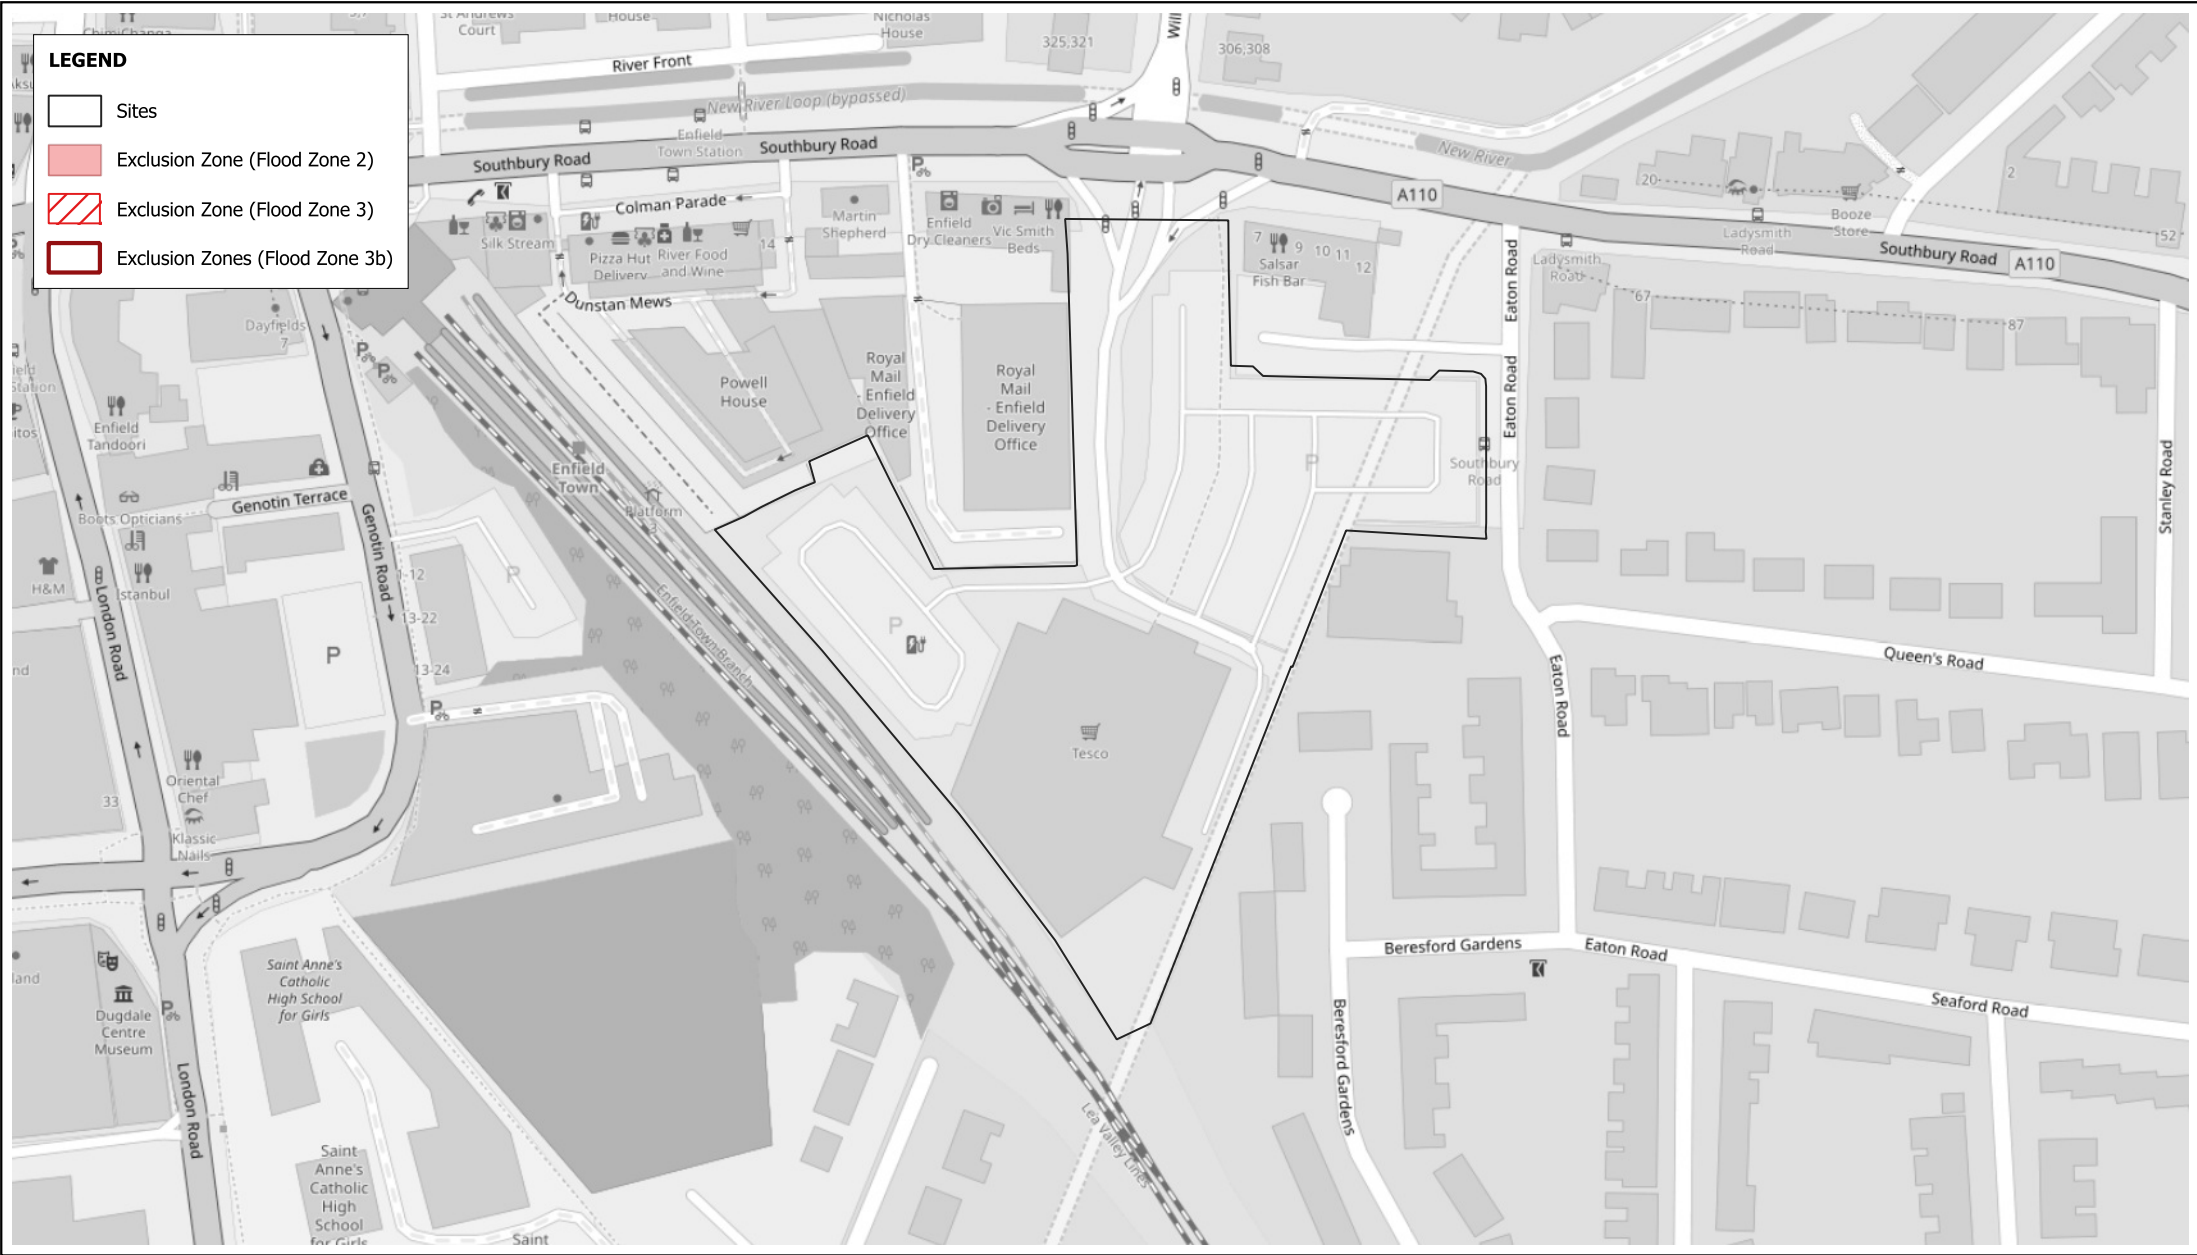 LEGEND
Sites
Exclusion Zone (Flood Zone 2)
Exclusion Zone (Flood Zone 3)
Exclusion Zones (Flood Zone 3b)
St Andrews
Court
House
Nicholas
House
325,321
306,308
River Front
New River Loop (bypassed)
Enfield
Town Station
Southbury Road
Southbury Road
A110
New River
20
2
Booze
Store
Ladysmith
Road
52
Southbury Road
A110
Colman Parade
Silk Stream
Pizza Hut
Delivery
River Food
and Wine
14
Martin
Shepherd
Enfield
Dry Cleaners
Vic Smith
Beds
7
9
10
11
12
Salsar
Fish Bar
Eaton Road
Ladysmith
Road
67
87
Dunstan Mews
Dayfields
7
Royal
Mail
- Enfield
Delivery
Office
Royal
Mail
- Enfield
Delivery
Office
Powell
House
Eaton Road
Stanley Road
Enfield
Tandoori
Enfield
Town
Platform
3
P
Southbury
Road
Genotin Terrace
Boots Opticians
Genotin Road
H&M
Istanbul
London Road
1-12
13-22
13-24
P
P
P
Enfield Town Branch
Tesco
Queen's Road
Eaton Road
Oriental
Chef
33
Klassic
Nails
Beresford Gardens
Eaton Road
Seaford Road
Beresford Gardens
Saint Anne's
Catholic
High School
for Girls
Dugdale
Centre
Museum
London Road
Lea Valley Lines
Saint
Anne's
Catholic
High
School
for Girls
Saint